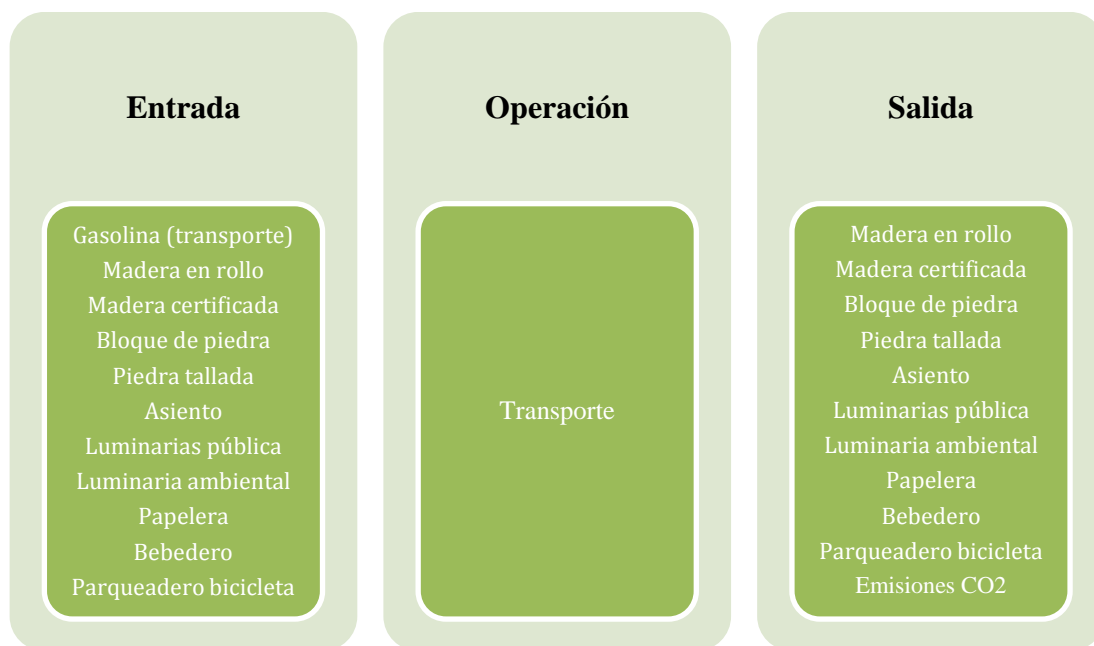 Entrada
Gasolina (transporte)
Madera en rollo
Madera certificada
Bloque de piedra
Piedra tallada
Asiento
Luminarias pública
Luminaria ambiental
Papelera
Bebedero
Parqueadero bicicleta
Operación
Transporte
Salida
Madera en rollo
Madera certificada
Bloque de piedra
Piedra tallada
Asiento
Luminarias pública
Luminaria ambiental
Papelera
Bebedero
Parqueadero bicicleta
Emisiones CO2